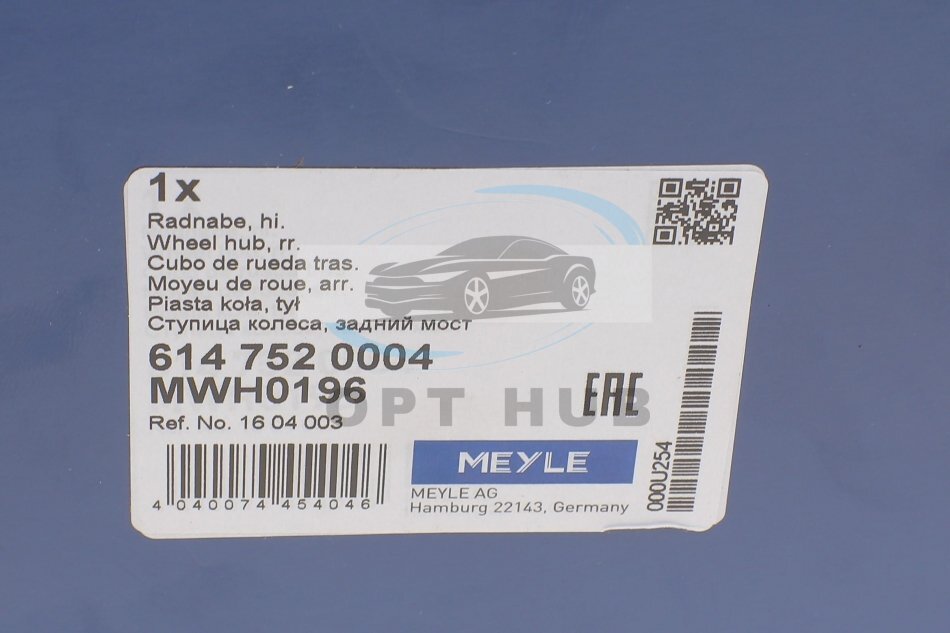 1x
Radnabe, hi.
Wheel hub, rr.
Cubo de rueda tras.
Moyeu de roue, arr.
Piasta koła, tył
Ступица колеса, задний мост
614 752 0004
MWH0196
OPT HUB
EAC
Ref. No. 16 04 003
MEYLE
4 040074 454046
MEYLE AG
Hamburg 22143, Germany
000U254